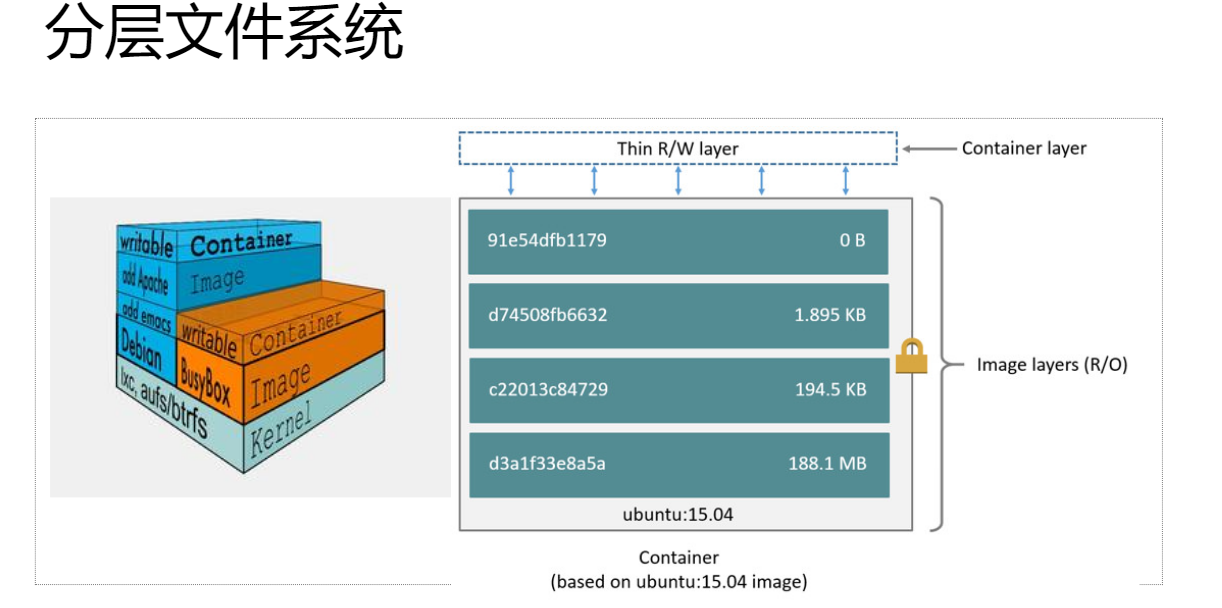 分层文件系统
Thin R/W layer
Container layer
writable Container
add Apache Image
add emacs
writable Container
Debian
BusyBox Image
lxc, aufs/btrfs
Kernel
91e54dfb1179 0 B
d74508fb6632 1.895 KB
c22013c84729 194.5 KB
d3a1f33e8a5a 188.1 MB
ubuntu:15.04
Image layers (R/O)
Container
(based on ubuntu:15.04 image)